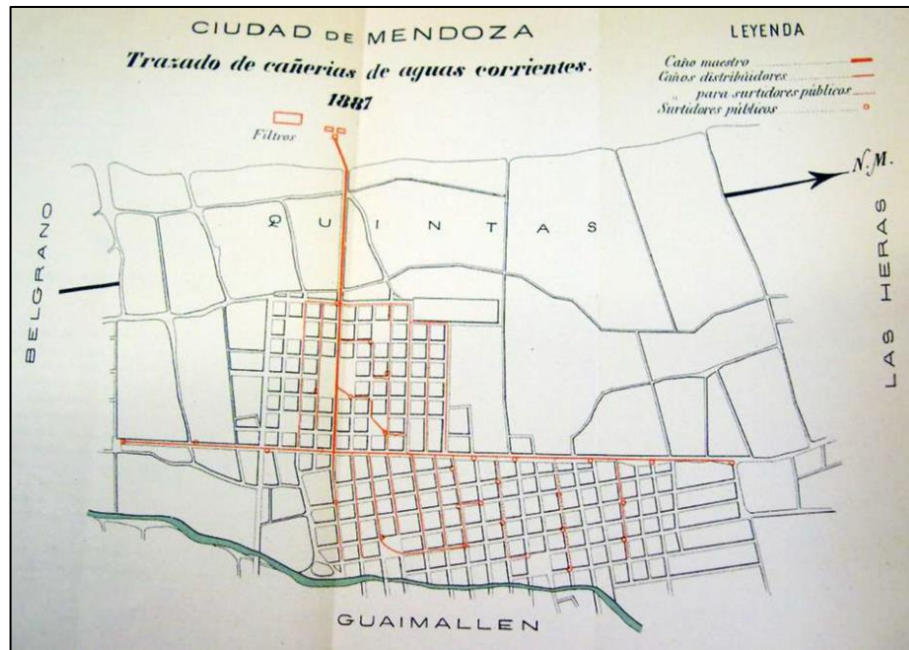 CIUDAD DE MENDOZA
Trazado de cañerias de aguas corrientes.
1887
LEYENDA
Caño maestro
Caños distribuidores
„ para surtidores públicos
Surtidores públicos
Filtros
N.M.
QUINTAS
BELGRANO
LAS HERAS
GUAIMALLEN